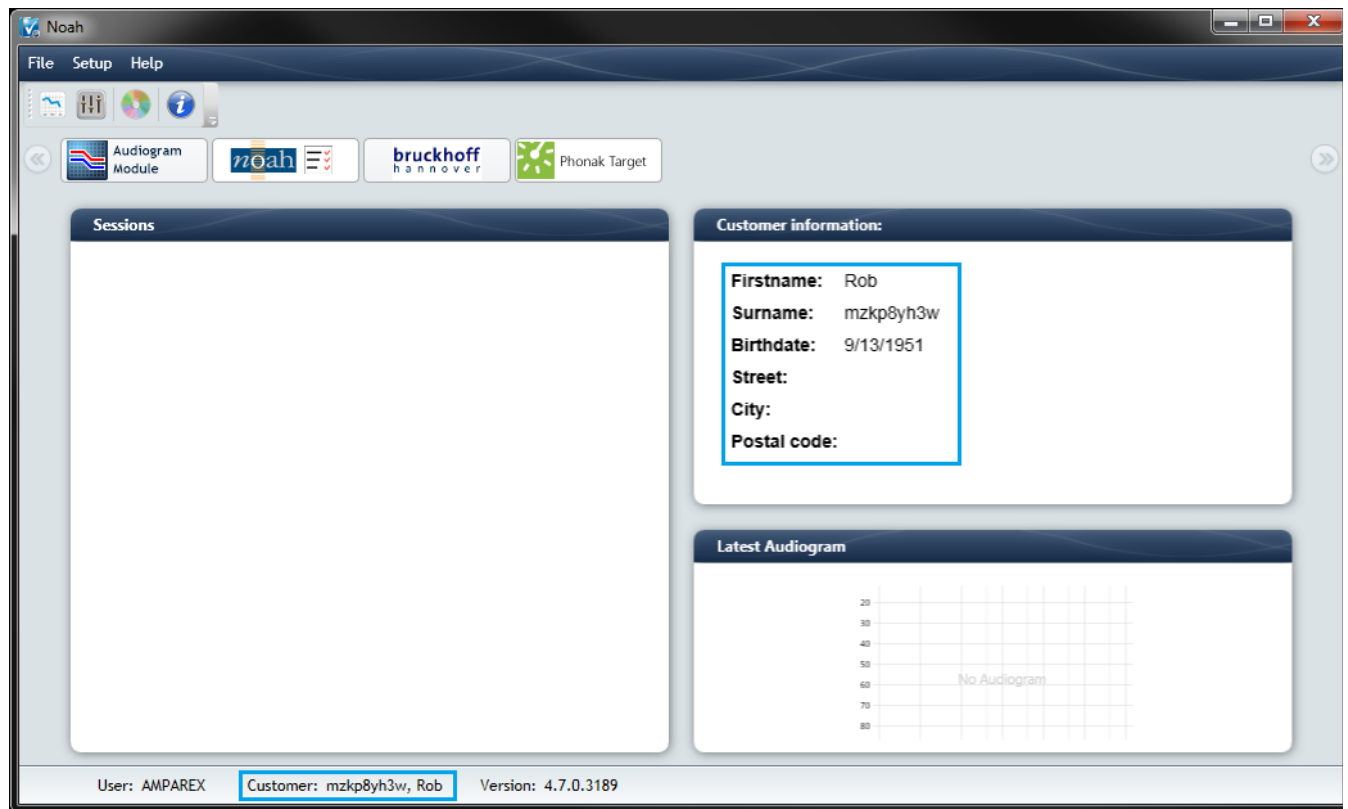 Noah
File Setup Help
Audiogram
Module
noah
bruckhoff
hannover
Phonak Target
Sessions
Customer information:
Firstname: Rob
Surname: mzkp8yh3w
Birthdate: 9/13/1951
Street:
City:
Postal code:
Latest Audiogram
20
30
40
50
60
70
80
No Audiogram
User: AMPAREX Customer: mzkp8yh3w, Rob Version: 4.7.0.3189